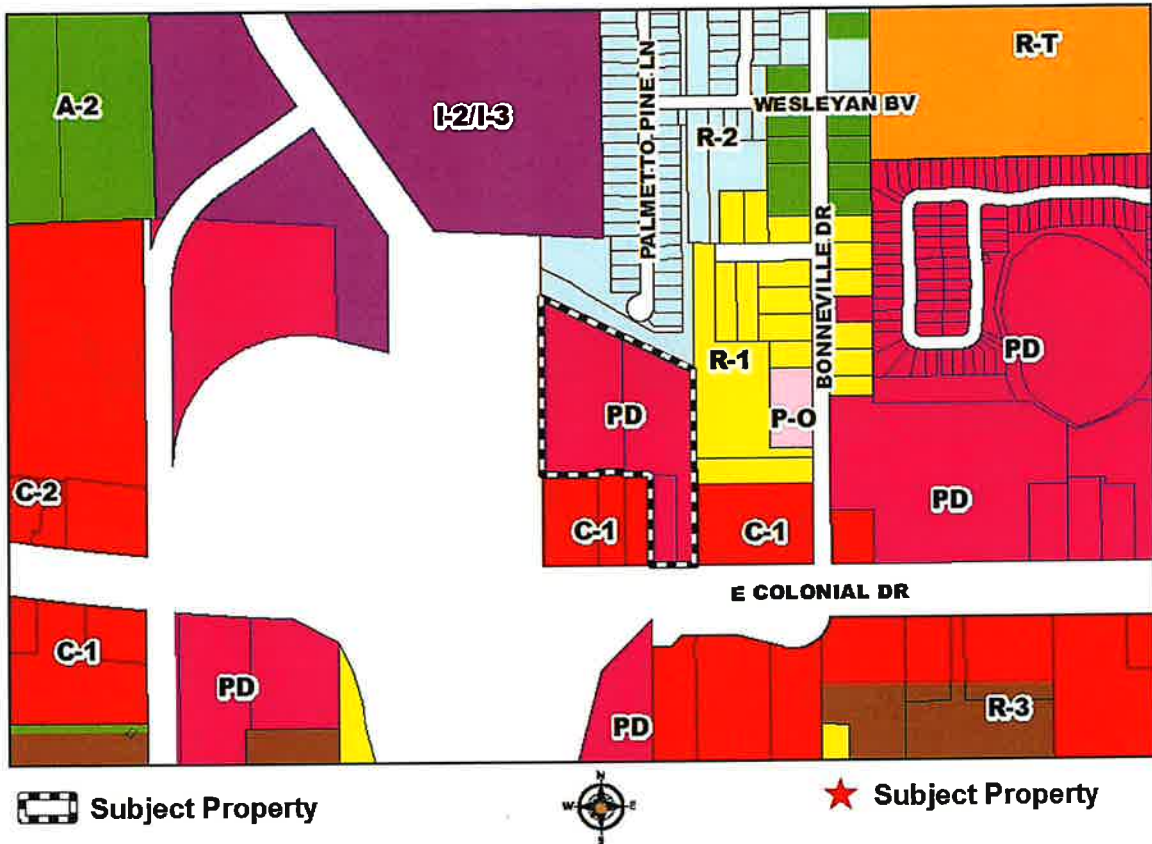 R-T
A-2
I-2/I-3
PALMETTO PINE LN
WESLEYAN BV
R-2
BONNEVILLE DR
R-1
PD
PD
P-O
C-2
PD
C-1
C-1
E COLONIAL DR
C-1
PD
R-3
PD
Subject Property
N
W
E
S
Subject Property